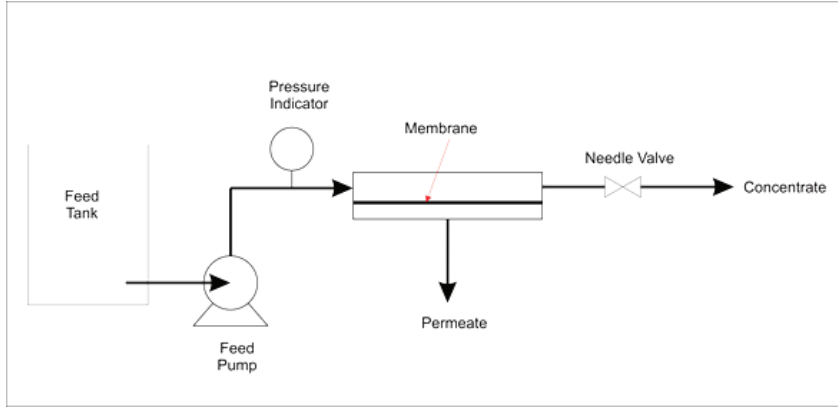 Pressure
Indicator
Membrane
Needle Valve
Feed
Tank
Concentrate
Permeate
Feed
Pump